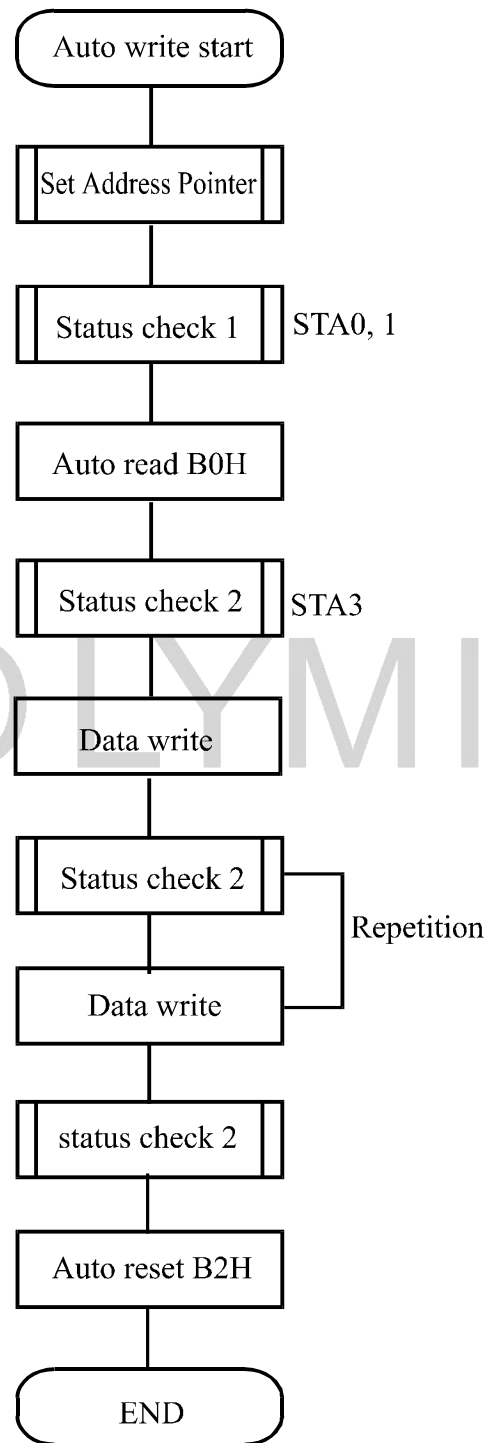 Auto write start
Set Address Pointer
Status check 1
STA0, 1
Auto read B0H
Status check 2
STA3
OLYMI
Data write
Status check 2
Repetition
Data write
status check 2
Auto reset B2H
END